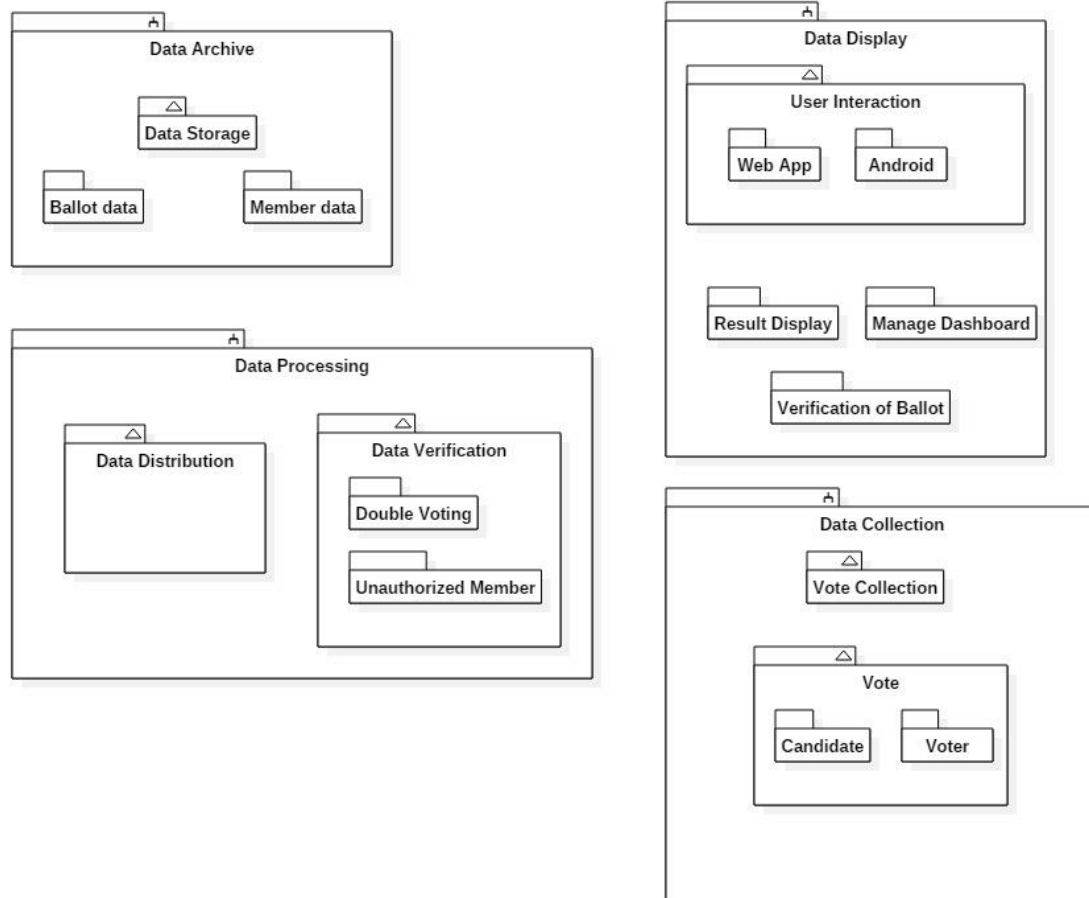 Data Archive
Data Storage
Ballot data
Member data
Data Display
User Interaction
Web App
Android
Result Display
Manage Dashboard
Verification of Ballot
Data Processing
Data Distribution
Data Verification
Double Voting
Unauthorized Member
Data Collection
Vote Collection
Vote
Candidate
Voter